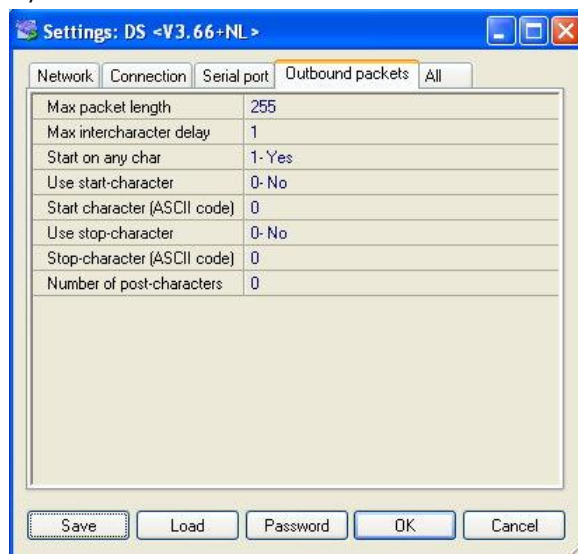 Settings: DS <V3.66+NL>
Network Connection Serial port Outbound packets All
Max packet length 255
Max intercharacter delay 1
Start on any char 1- Yes
Use start-character 0- No
Start character (ASCII code) 0
Use stop-character 0- No
Stop-character (ASCII code) 0
Number of post-characters 0
Save Load Password OK Cancel